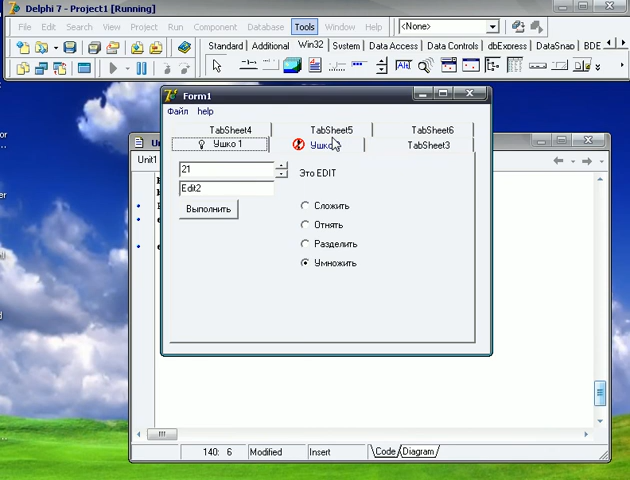 Delphi 7 - Project1 [Running]
File Edit Search View Project Run Component Database Tools Window Help <None>
Standard Additional Win32 System Data Access Data Controls dbExpress DataSnap BDE
Form1
Файл help
TabSheet4 TabSheet5 TabSheet6
Ушко 1 Ушко TabSheet3
21
Это EDIT
Edit2
Выполнить
Сложить
Отнять
Разделить
Умножить
Unit1
140: 6 Modified Insert Code Diagram